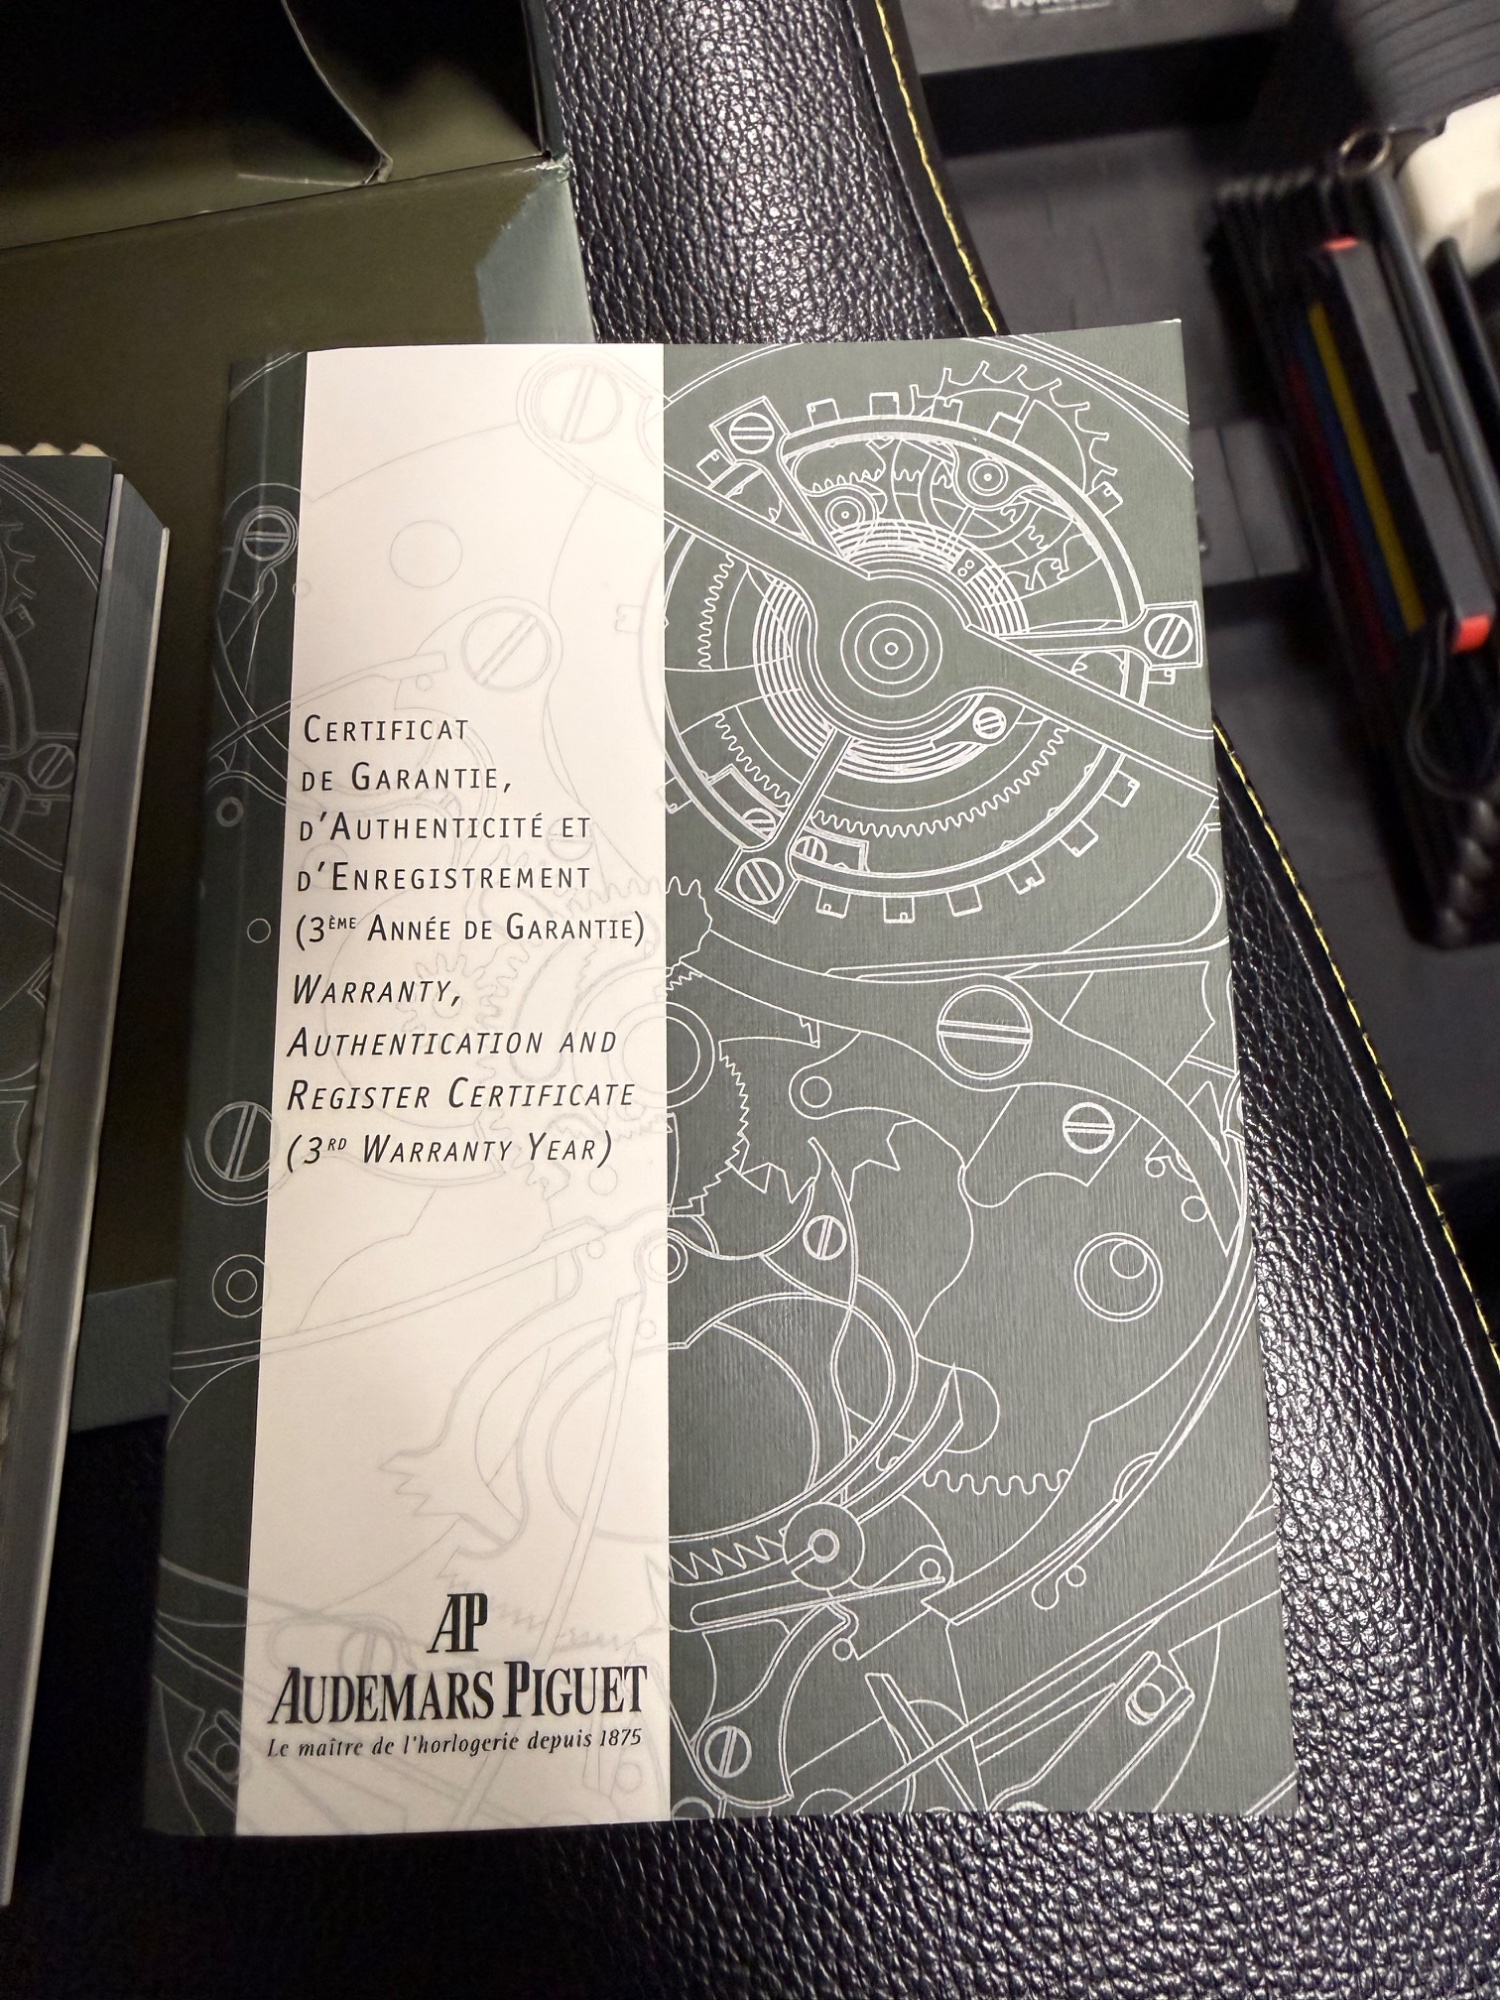 Certificat
de Garantie,
d'Authenticité et
d'Enregistrement
(3ème Année de Garantie)
Warranty,
Authentication and
Register Certificate
(3rd Warranty Year)
AP
Audemars Piguet
Le maître de l'horlogerie depuis 1875